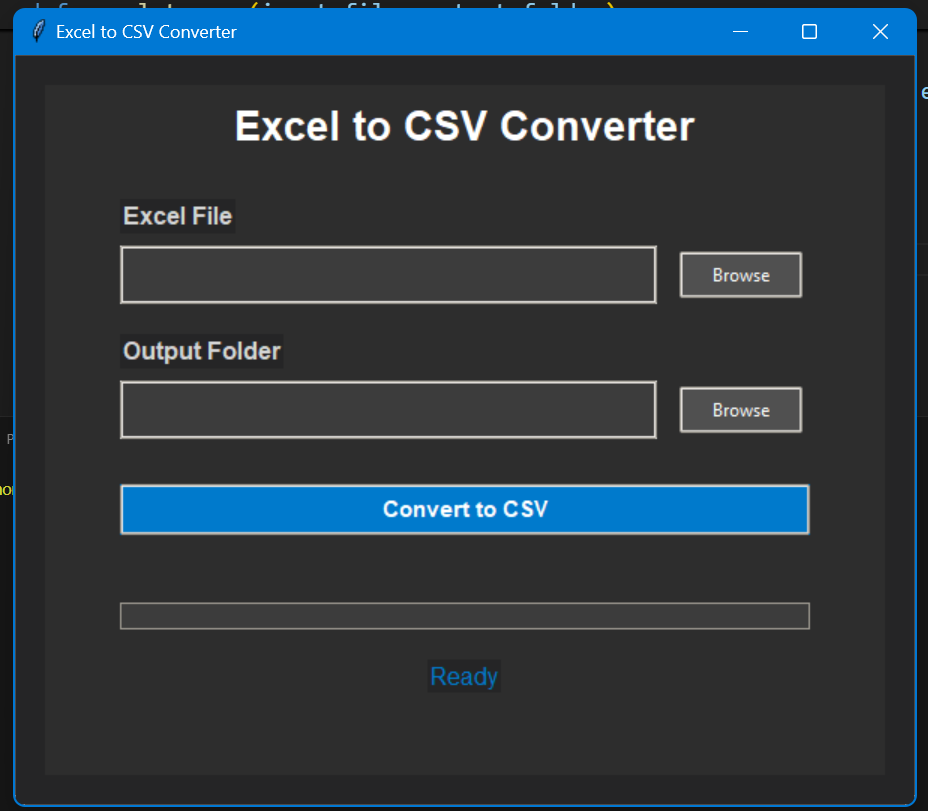 Excel to CSV Converter
Excel to CSV Converter
Excel File
Browse
Output Folder
Browse
Convert to CSV
Ready